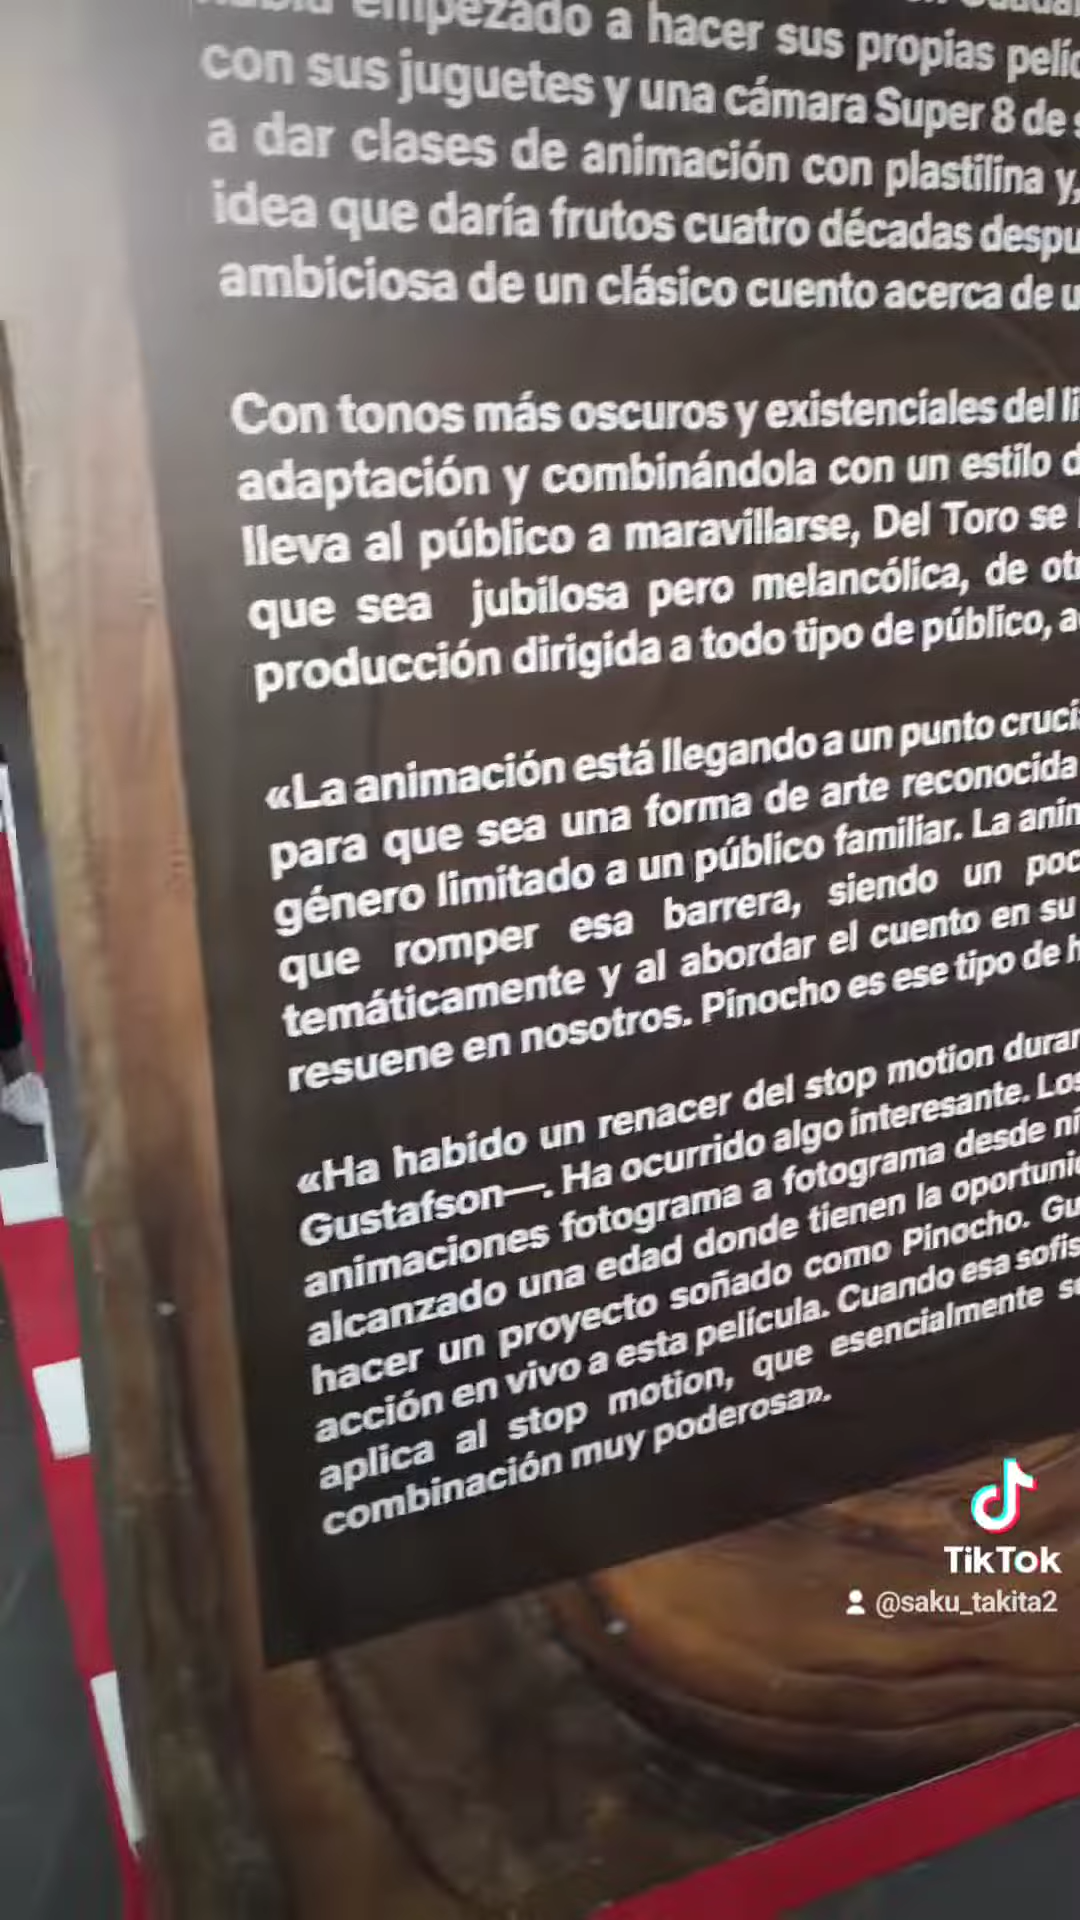 empezado a hacer sus propias
con sus juguetes y una cámara Super 8 de
a dar clases de animación con plastilina y,
idea que daría frutos cuatro décadas
ambiciosa de un clásico cuento acerca de
Con tonos más oscuros y existenciales del
adaptación y combinándola con un estilo
lleva al público a maravillarse, Del Toro se
que sea jubilosa pero melancólica, de
producción dirigida a todo tipo de público,
«La animación está llegando a un punto
para que sea una forma de arte reconocida
género limitado a un público familiar. La
que romper esa barrera, siendo un
temáticamente y al abordar el cuento en su
resuene en nosotros. Pinocho es ese tipo de
«Ha habido un renacer del stop motion
Gustafson—. Ha ocurrido algo interesante.
animaciones fotograma a fotograma desde
alcanzado una edad donde tienen la
hacer un proyecto soñado como Pinocho.
acción en vivo a esta película. Cuando esa
aplica al stop motion, que esencialmente
combinación muy poderosa».
TikTok
@saku_takita2